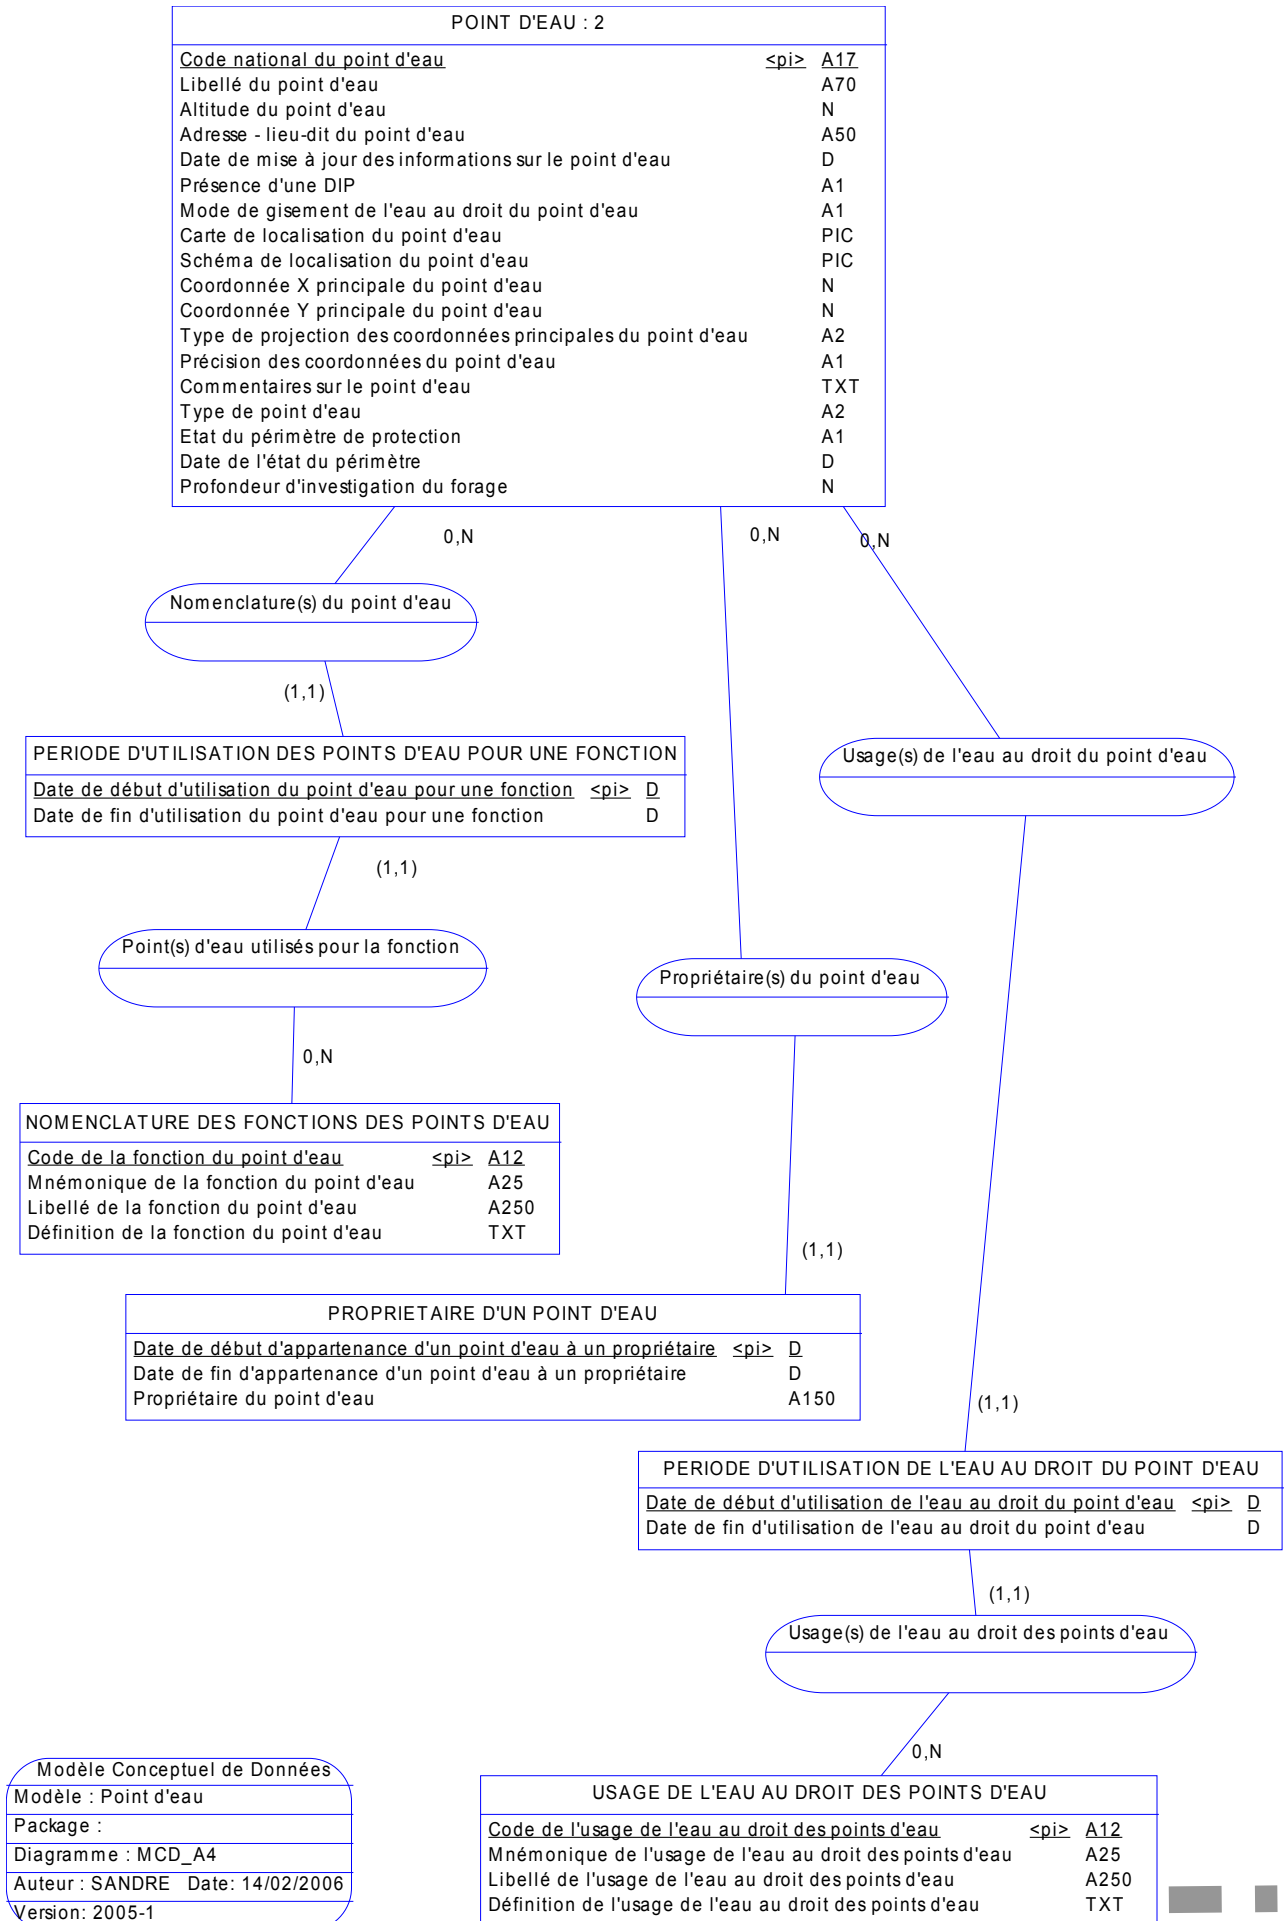 POINT D'EAU : 2
Code national du point d'eau <pi> A17
Libellé du point d'eau A70
Altitude du point d'eau N
Adresse - lieu-dit du point d'eau A50
Date de mise à jour des informations sur le point d'eau D
Présence d'une DIP A1
Mode de gisement de l'eau au droit du point d'eau A1
Carte de localisation du point d'eau PIC
Schéma de localisation du point d'eau PIC
Coordonnée X principale du point d'eau N
Coordonnée Y principale du point d'eau N
Type de projection des coordonnées principales du point d'eau A2
Précision des coordonnées du point d'eau A1
Commentaires sur le point d'eau TXT
Type de point d'eau A2
Etat du périmètre de protection A1
Date de l'état du périmètre D
Profondeur d'investigation du forage N
0,N 0,N 0,N
Nomenclature(s) du point d'eau
(1,1)
PERIODE D'UTILISATION DES POINTS D'EAU POUR UNE FONCTION
Date de début d'utilisation du point d'eau pour une fonction <pi> D
Date de fin d'utilisation du point d'eau pour une fonction D
Usage(s) de l'eau au droit du point d'eau
(1,1)
Point(s) d'eau utilisés pour la fonction
Propriétaire(s) du point d'eau
0,N
NOMENCLATURE DES FONCTIONS DES POINTS D'EAU
Code de la fonction du point d'eau <pi> A12
Mnémonique de la fonction du point d'eau A25
Libellé de la fonction du point d'eau A250
Définition de la fonction du point d'eau TXT
(1,1)
PROPRIETAIRE D'UN POINT D'EAU
Date de début d'appartenance d'un point d'eau à un propriétaire <pi> D
Date de fin d'appartenance d'un point d'eau à un propriétaire D
Propriétaire du point d'eau A150
(1,1)
PERIODE D'UTILISATION DE L'EAU AU DROIT DU POINT D'EAU
Date de début d'utilisation de l'eau au droit du point d'eau <pi> D
Date de fin d'utilisation de l'eau au droit du point d'eau D
(1,1)
Usage(s) de l'eau au droit des points d'eau
0,N
USAGE DE L'EAU AU DROIT DES POINTS D'EAU
Code de l'usage de l'eau au droit des points d'eau <pi> A12
Mnémonique de l'usage de l'eau au droit des points d'eau A25
Libellé de l'usage de l'eau au droit des points d'eau A250
Définition de l'usage de l'eau au droit des points d'eau TXT
Modèle Conceptuel de Données
Modèle : Point d'eau
Package :
Diagramme : MCD_A4
Auteur : SANDRE Date: 14/02/2006
Version: 2005-1